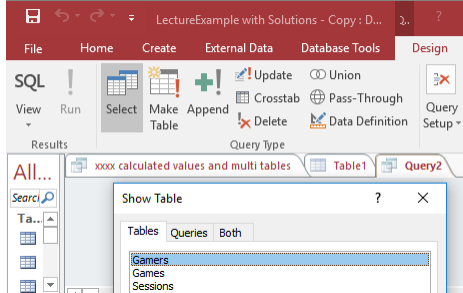 LectureExample with Solutions - Copy : D...
Q..
File Home Create External Data Database Tools Design
SQL View
Run
Select
Make Table
Append
Update
Crosstab
Delete
Union
Pass-Through
Data Definition
Query Setup
Results
Query Type
All...
xxxx calculated values and multi tables
Table1
Query2
Searcl
Ta...
Show Table
? ×
Tables Queries Both
Gamers
Games
Sessions